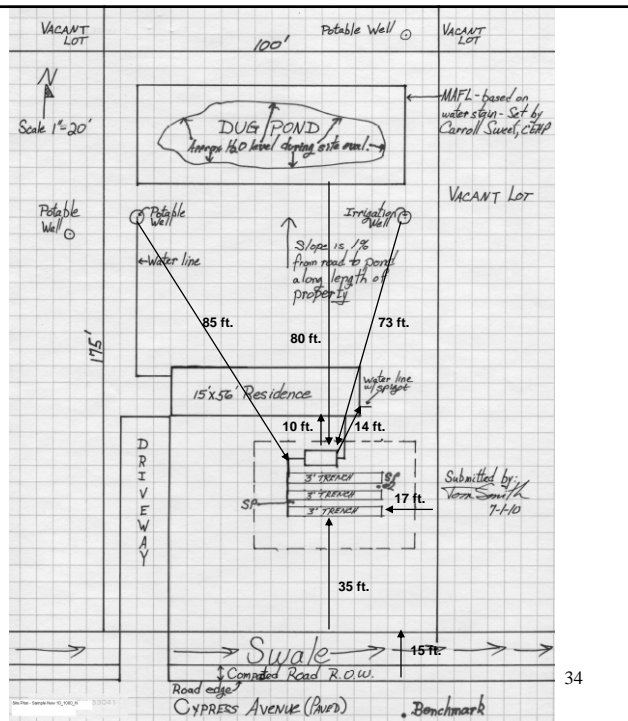 VACANT
LOT
Potable Well
VACANT
LOT
100'
N
Scale 1"=20'
MAFL-based on
water stain-Set by
Carroll Sweet, CEHP
DUG POND
Approx H2O level during site eval.
VACANT LOT
Potable
Well
Potable
Well
Irrigation
Well
←Water line
Slope is 1%
from road to pond
along length of
property
85 ft.
80 ft.
73 ft.
175'
15'X56' Residence
Water line
w/spigot
10 ft.
14 ft.
DRIVEWAY
3' TRENCH
SP
#2
3' TRENCH
SP
3' TRENCH
17 ft.
Submitted by:
Tom Smith
7-1-10
35 ft.
Swale
15 ft.
Compated Road R.O.W.
34
Road edge
CYPRESS AVENUE (PAVED)
Benchmark